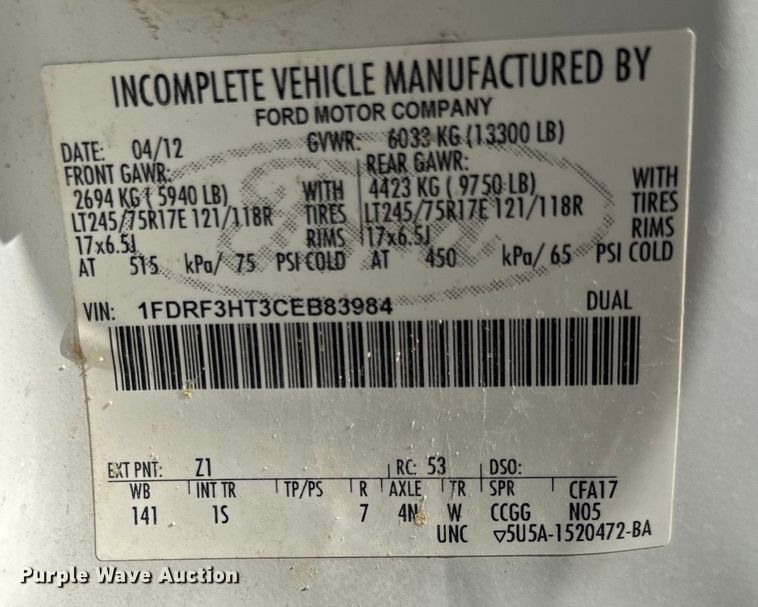 INCOMPLETE VEHICLE MANUFACTURED BY
FORD MOTOR COMPANY
DATE: 04/12 GVWR: 6033 KG (13300 LB)
FRONT GAWR: REAR GAWR:
2694 KG ( 5940 LB) WITH 4423 KG ( 9750 LB) WITH
LT245/75R17E 121/118R TIRES LT245/75R17E 121/118R TIRES
17x6.5J RIMS 17x6.5J RIMS
AT 515 kPa/ 75 PSI COLD AT 450 kPa/ 65 PSI COLD
VIN: 1FDRF3HT3CEB83984 DUAL
EXT PNT: Z1 RC: 53 DSO:
WB INT TR TP/PS R AXLE TR SPR CFA17
141 1S 7 4N W CCGG N05
UNC ▽5U5A-1520472-BA
Purple Wave Auction